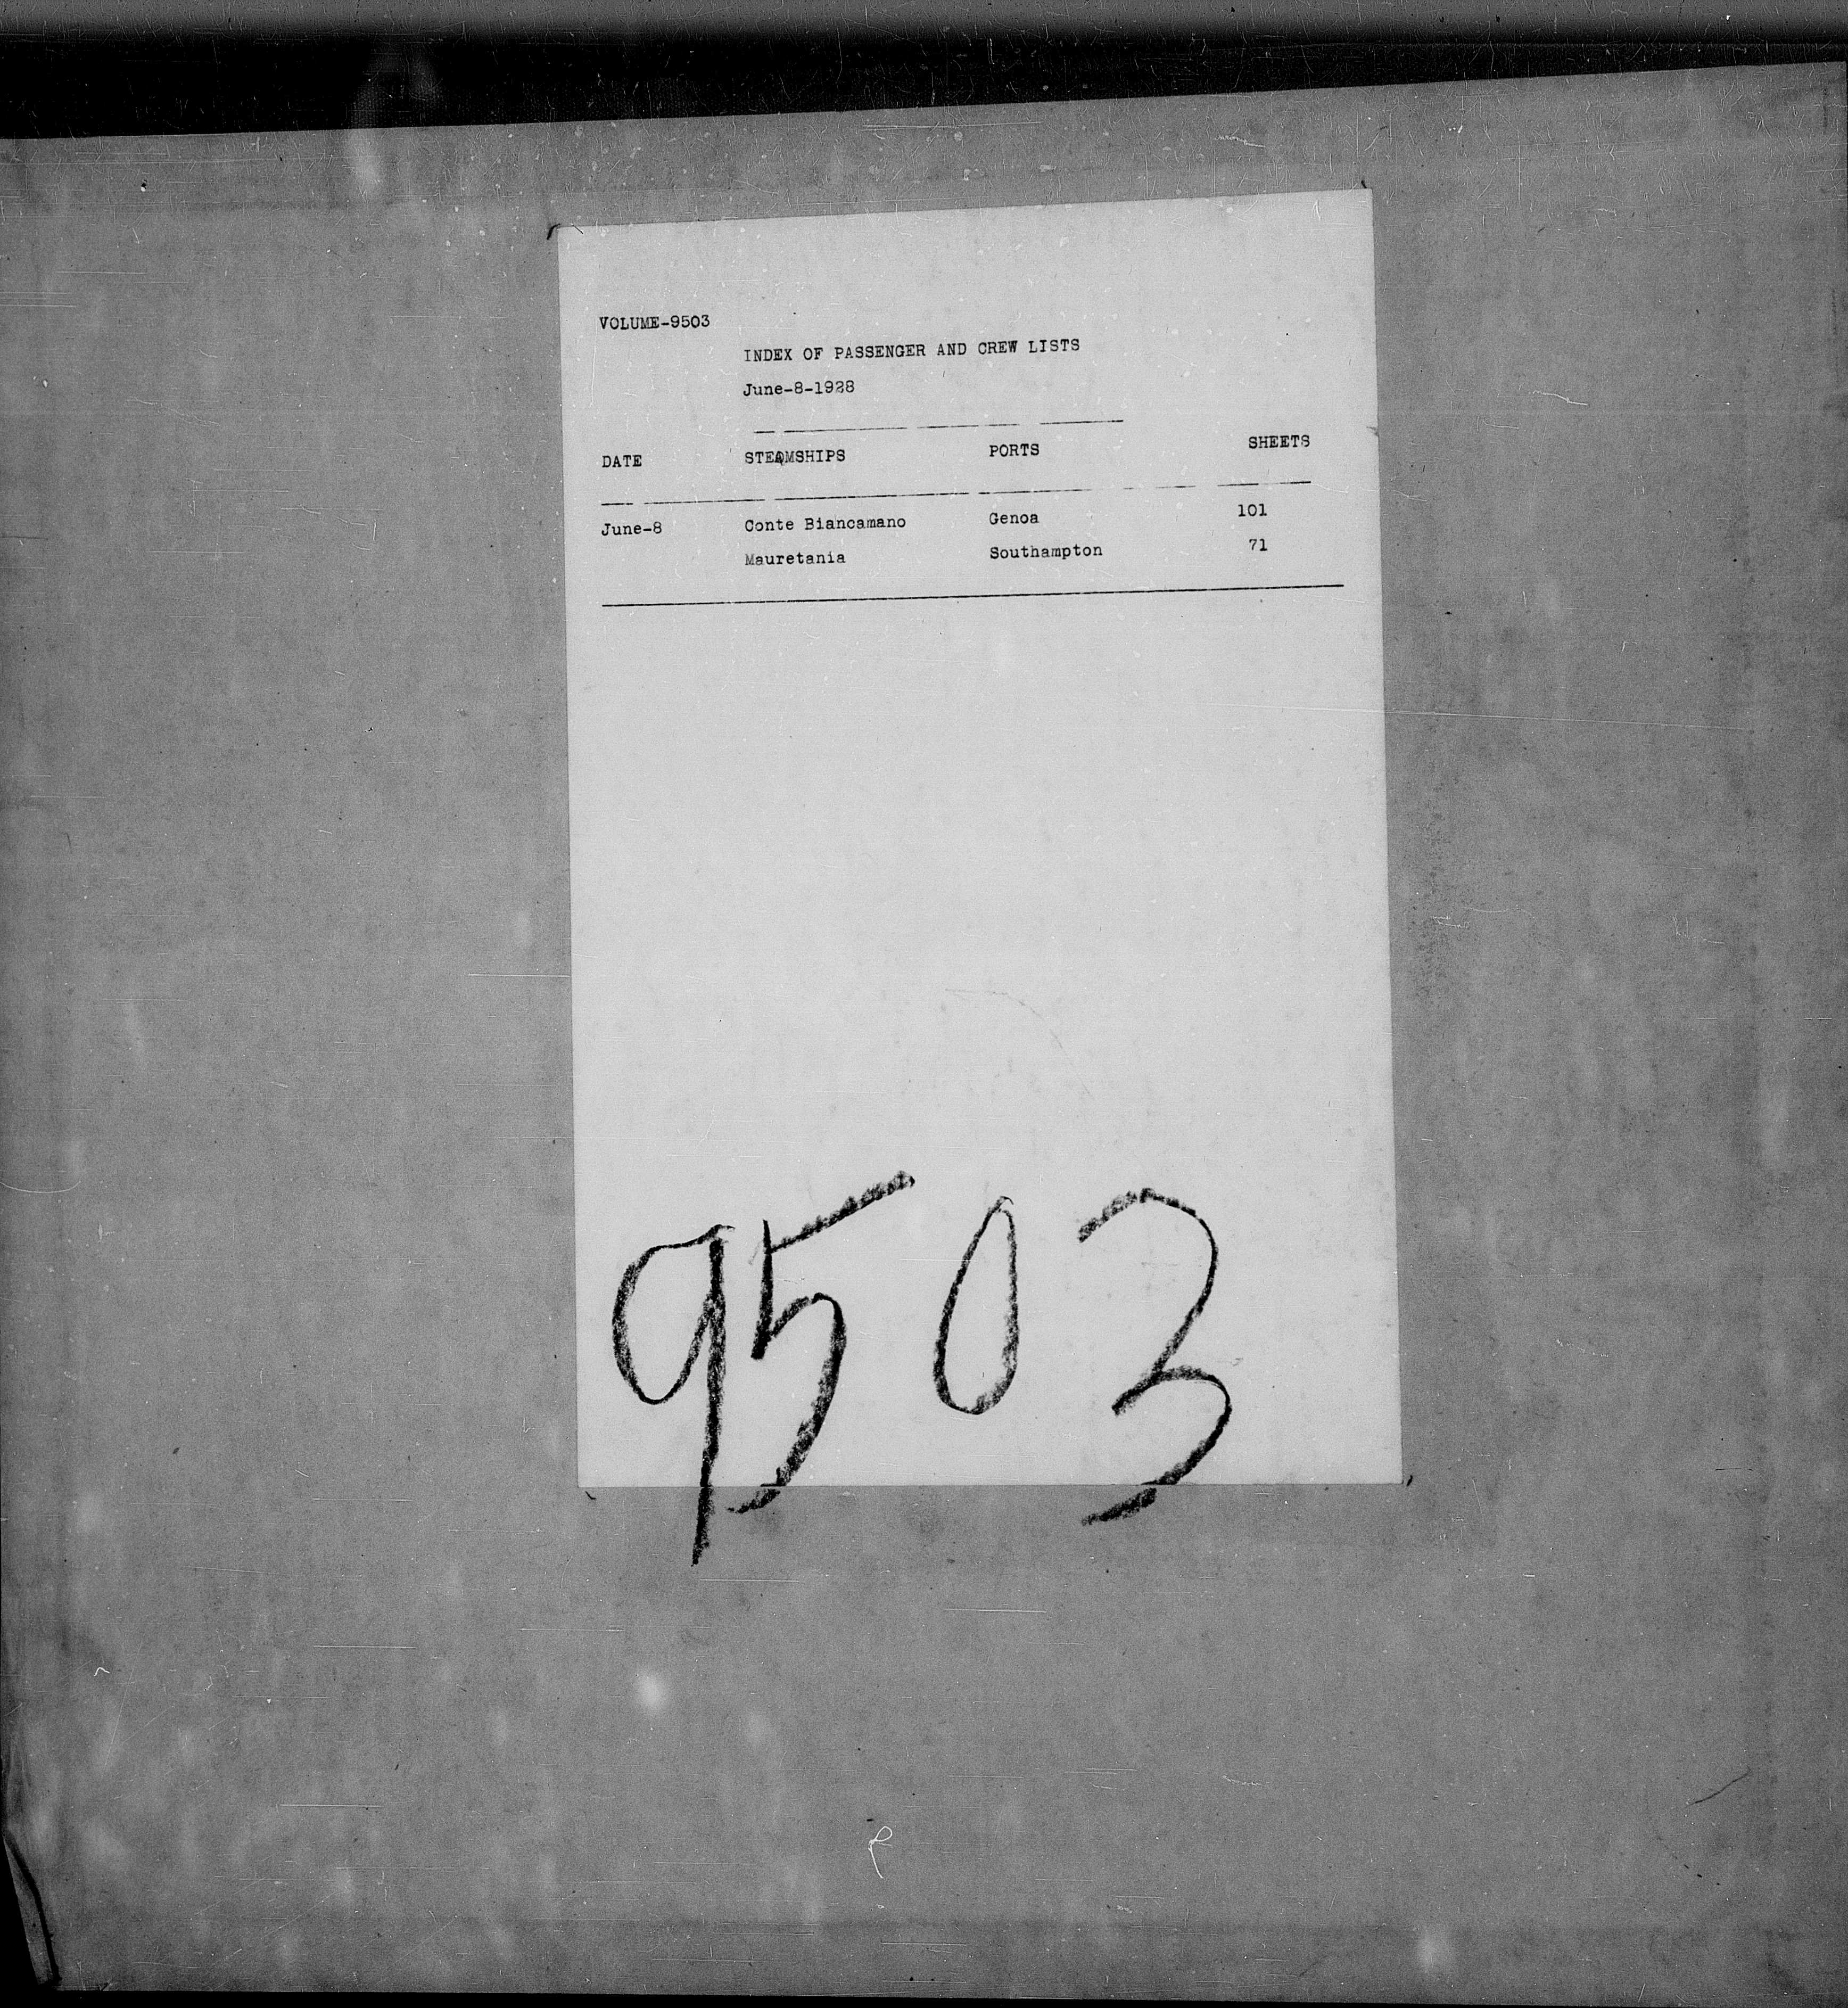 VOLUME-9503
INDEX OF PASSENGER AND CREW LISTS
June-8-1928
DATE STEAMSHIPS PORTS SHEETS
June-8 Conte Biancamano Genoa 101
Mauretania Southampton 71
9503